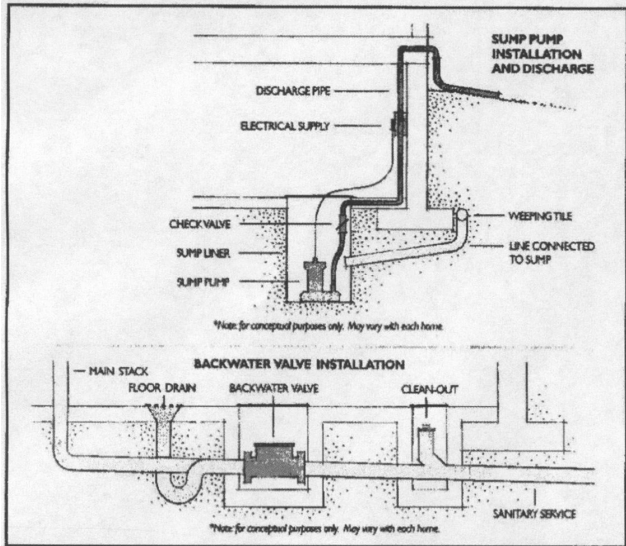 SUMP PUMP
INSTALLATION
AND DISCHARGE
DISCHARGE PIPE
ELECTRICAL SUPPLY
CHECK VALVE
WEEPING TILE
SUMP LINER
LINE CONNECTED
TO SUMP
SUMP PUMP
*Note: for conceptual purposes only. May vary with each home.
BACKWATER VALVE INSTALLATION
MAIN STACK
FLOOR DRAIN
BACKWATER VALVE
CLEAN-OUT
SANITARY SERVICE
*Note: for conceptual purposes only. May vary with each home.